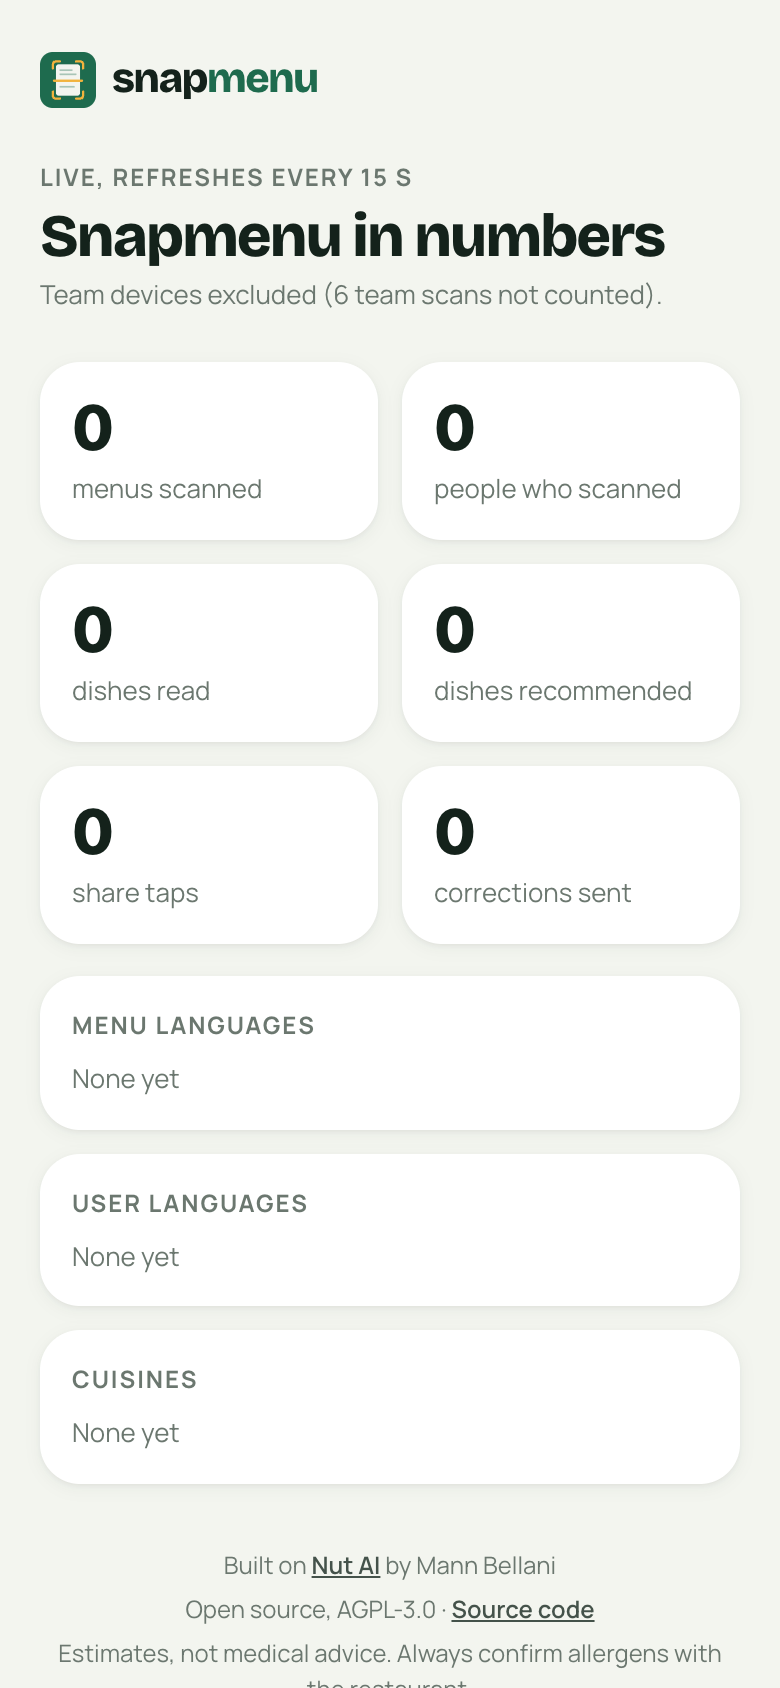 snapmenu
LIVE, REFRESHES EVERY 15 S
Snapmenu in numbers
Team devices excluded (6 team scans not counted).
0
menus scanned
0
people who scanned
0
dishes read
0
dishes recommended
0
share taps
0
corrections sent
MENU LANGUAGES
None yet
USER LANGUAGES
None yet
CUISINES
None yet
Built on Nut AI by Mann Bellani
Open source, AGPL-3.0 · Source code
Estimates, not medical advice. Always confirm allergens with
the restaurant